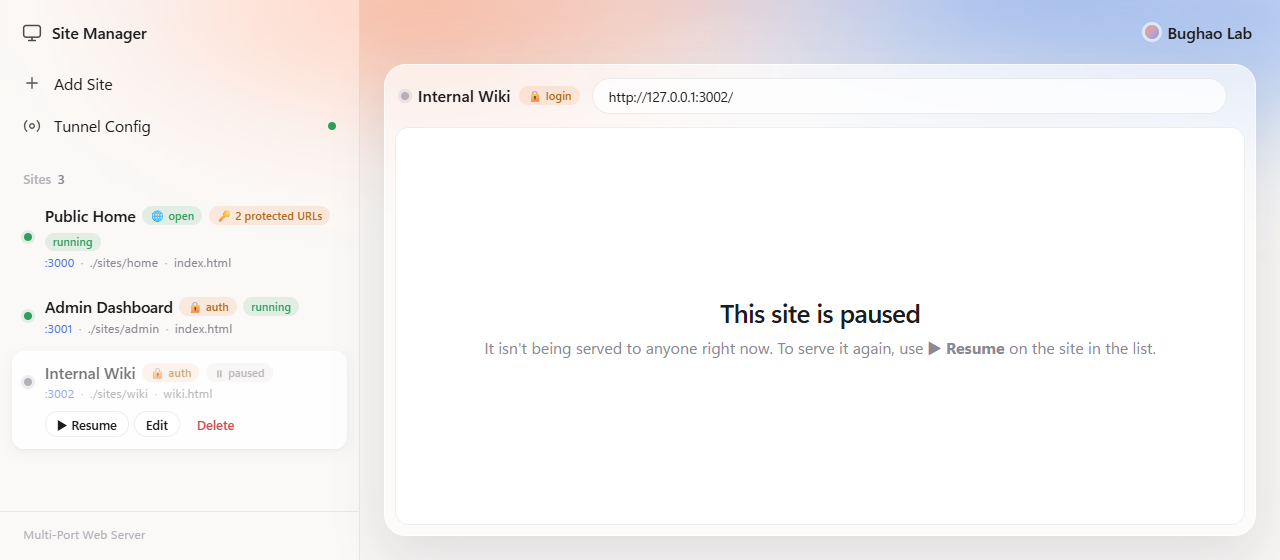 Site Manager
Add Site
Tunnel Config
Sites 3
Public Home open 2 protected URLs
running
:3000 · ./sites/home · index.html
Admin Dashboard auth running
:3001 · ./sites/admin · index.html
Internal Wiki auth paused
:3002 · ./sites/wiki · wiki.html
Resume Edit Delete
Multi-Port Web Server
Bughao Lab
Internal Wiki login http://127.0.0.1:3002/
This site is paused
It isn't being served to anyone right now. To serve it again, use ▶ Resume on the site in the list.